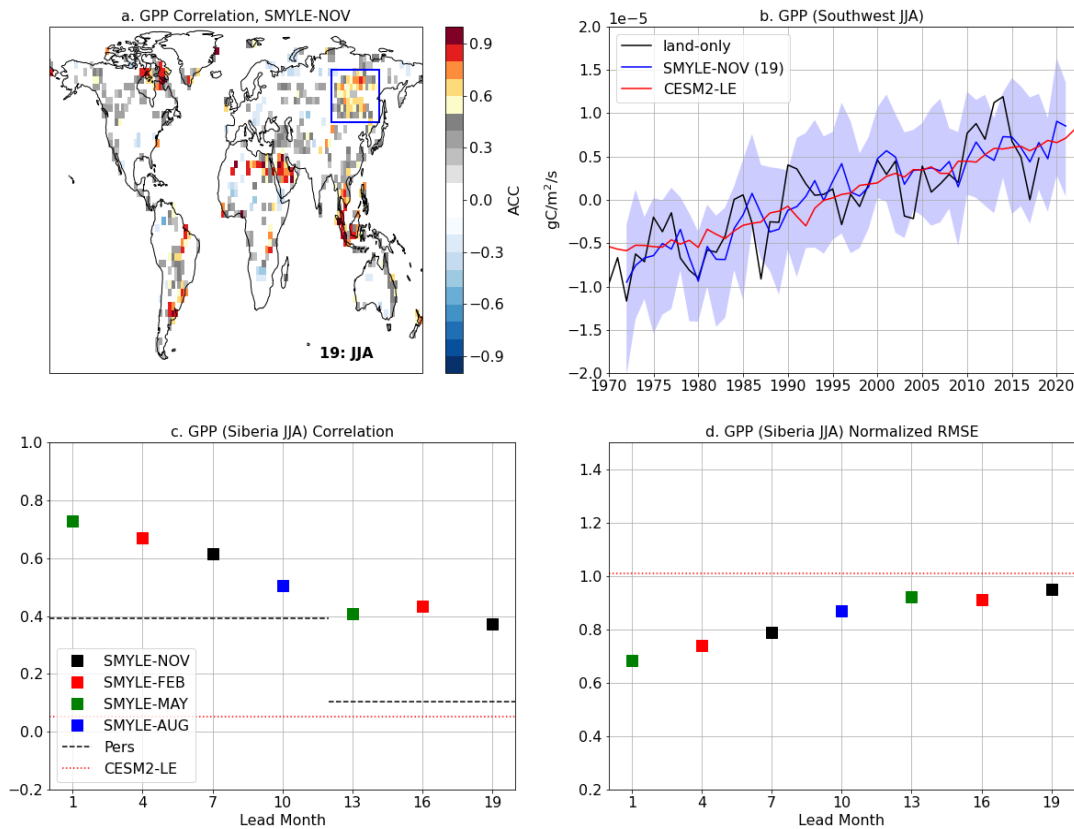 a. GPP Correlation, SMYLE-NOV
19: JJA
0.9
0.6
0.3
0.0
−0.3
−0.6
−0.9
ACC
b. GPP (Southwest JJA)
1e−5
land-only
SMYLE-NOV (19)
CESM2-LE
2.0
1.5
1.0
0.5
0.0
−0.5
−1.0
−1.5
−2.0
gC/m²/s
1970 1975 1980 1985 1990 1995 2000 2005 2010 2015 2020
c. GPP (Siberia JJA) Correlation
1.0
0.8
0.6
0.4
0.2
0.0
−0.2
SMYLE-NOV
SMYLE-FEB
SMYLE-MAY
SMYLE-AUG
Pers
CESM2-LE
1 4 7 10 13 16 19
Lead Month
d. GPP (Siberia JJA) Normalized RMSE
1.4
1.2
1.0
0.8
0.6
0.4
0.2
1 4 7 10 13 16 19
Lead Month